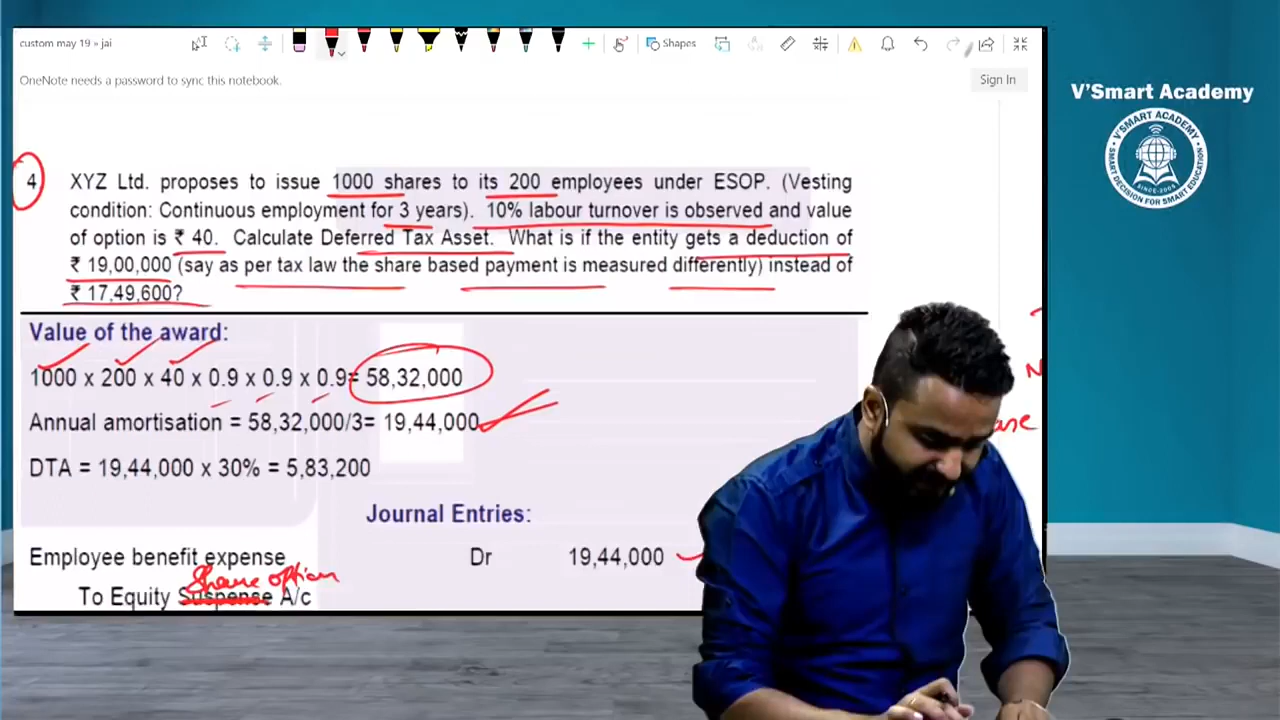 custom may 19 » jai
Shapes
OneNote needs a password to sync this notebook.
Sign In
V'Smart Academy
V'SMART ACADEMY
SMART DECISION FOR SMART EDUCATION
SINCE-2005
4 XYZ Ltd. proposes to issue 1000 shares to its 200 employees under ESOP. (Vesting
condition: Continuous employment for 3 years). 10% labour turnover is observed and value
of option is ₹ 40. Calculate Deferred Tax Asset. What is if the entity gets a deduction of
₹ 19,00,000 (say as per tax law the share based payment is measured differently) instead of
₹ 17,49,600?
Value of the award:
1000 x 200 x 40 x 0.9 x 0.9 x 0.9= 58,32,000
Annual amortisation = 58,32,000/3= 19,44,000
DTA = 19,44,000 x 30% = 5,83,200
Journal Entries:
Employee benefit expense Dr 19,44,000
Share option
To Equity Suspense A/c